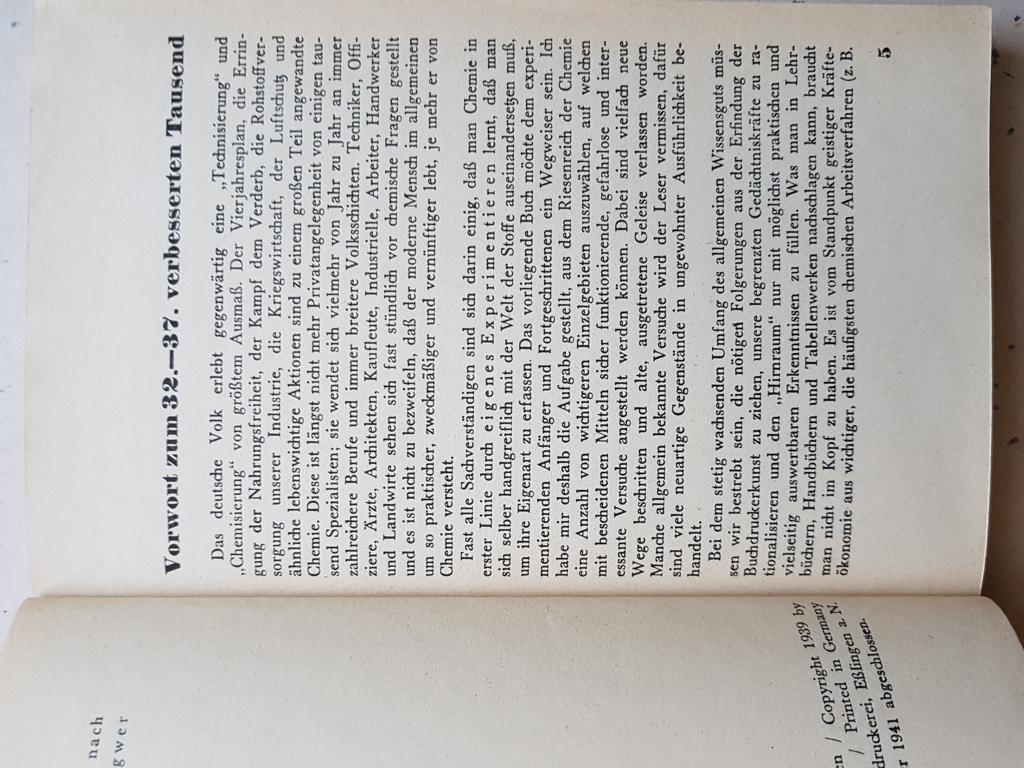 nach
gwer
en / Copyright 1939 by
/ Printed in Germany
druckerei, Eßlingen a. N.
r 1941 abgeschlossen.
Vorwort zum 32.—37. verbesserten Tausend
Das deutsche Volk erlebt gegenwärtig eine „Technisierung“ und
„Chemisierung“ von größtem Ausmaß. Der Vierjahresplan, die Errin-
gung der Nahrungsfreiheit, der Kampf dem Verderb, die Rohstoffver-
sorgung unserer Industrie, die Kriegswirtschaft, der Luftschutz und
ähnliche lebenswichtige Aktionen sind zu einem großen Teil angewandte
Chemie. Diese ist längst nicht mehr Privatangelegenheit von einigen tau-
send Spezialisten; sie wendet sich vielmehr von Jahr zu Jahr an immer
zahlreichere Berufe und immer breitere Volksschichten. Techniker, Offi-
ziere, Ärzte, Architekten, Kaufleute, Industrielle, Arbeiter, Handwerker
und Landwirte sehen sich fast stündlich vor chemische Fragen gestellt
und es ist nicht zu bezweifeln, daß der moderne Mensch im allgemeinen
um so praktischer, zweckmäßiger und vernünftiger lebt, je mehr er von
Chemie versteht.
Fast alle Sachverständigen sind sich darin einig, daß man Chemie in
erster Linie durch eigenes Experimentieren lernt, daß man
sich selber handgreiflich mit der Welt der Stoffe auseinandersetzen muß,
um ihre Eigenart zu erfassen. Das vorliegende Buch möchte dem experi-
mentierenden Anfänger und Fortgeschrittenen ein Wegweiser sein. Ich
habe mir deshalb die Aufgabe gestellt, aus dem Riesenreich der Chemie
eine Anzahl von wichtigeren Einzelgebieten auszuwählen, auf welchen
mit bescheidenen Mitteln sicher funktionierende, gefahrlose und inter-
essante Versuche angestellt werden können. Dabei sind vielfach neue
Wege beschritten und alte, ausgetretene Geleise verlassen worden.
Manche allgemein bekannte Versuche wird der Leser vermissen, dafür
sind viele neuartige Gegenstände in ungewohnter Ausführlichkeit be-
handelt.
Bei dem stetig wachsenden Umfang des allgemeinen Wissensguts müs-
sen wir bestrebt sein, die nötigen Folgerungen aus der Erfindung der
Buchdruckerkunst zu ziehen, unsere begrenzten Gedächtniskräfte zu ra-
tionalisieren und den „Hirnraum“ nur mit möglichst praktischen und
vielseitig auswertbaren Erkenntnissen zu füllen. Was man in Lehr-
büchern, Handbüchern und Tabellenwerken nachschlagen kann, braucht
man nicht im Kopf zu haben. Es ist vom Standpunkt geistiger Kräfte-
ökonomie aus wichtiger, die häufigsten chemischen Arbeitsverfahren (z. B.
5